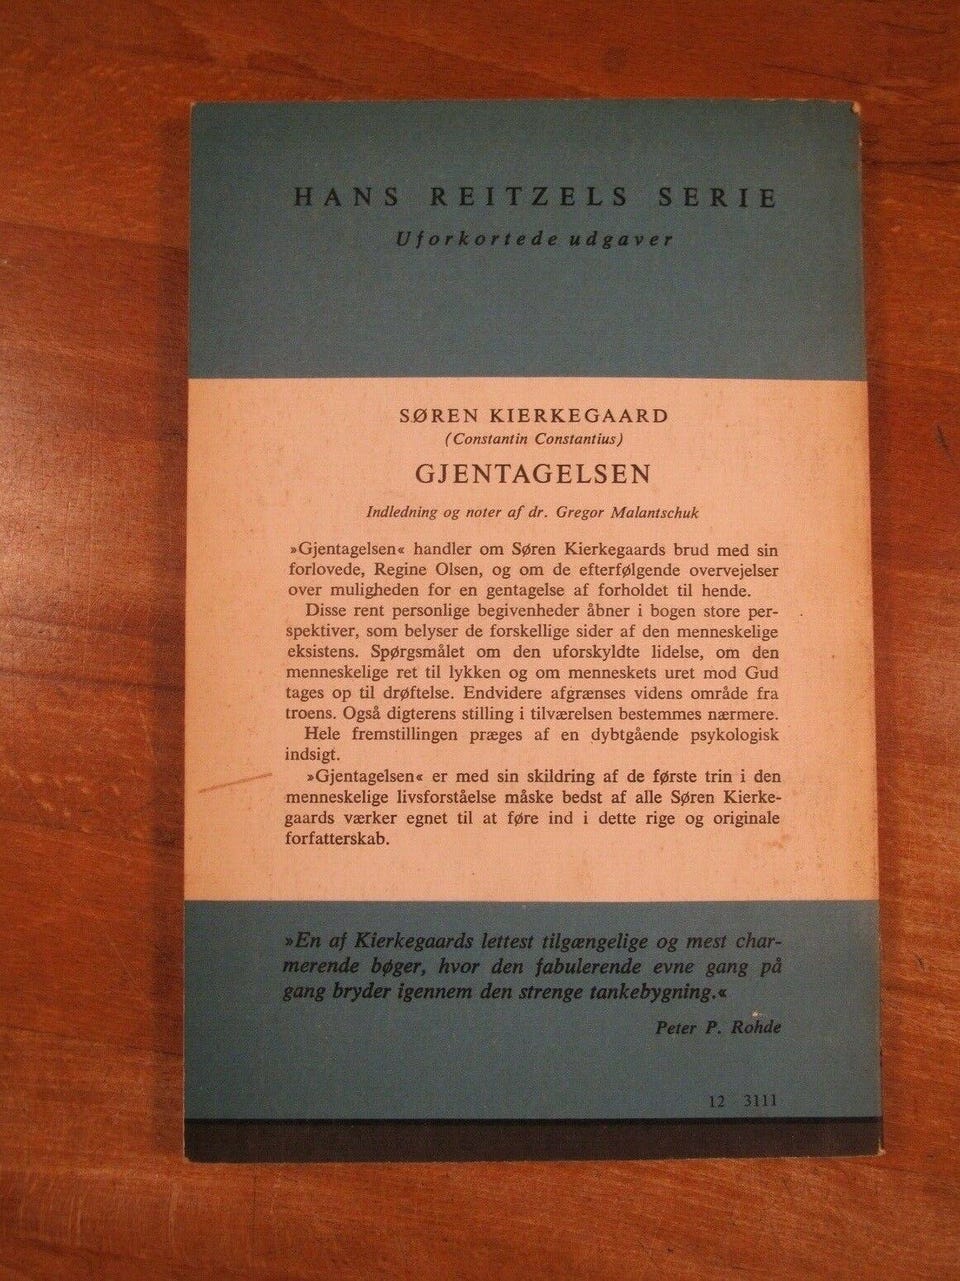 HANS REITZELS SERIE
Uforkortede udgaver
SØREN KIERKEGAARD
(Constantin Constantius)
GJENTAGELSEN
Indledning og noter af dr. Gregor Malantschuk
»Gjentagelsen« handler om Søren Kierkegaards brud med sin
forlovede, Regine Olsen, og om de efterfølgende overvejelser
over muligheden for en gentagelse af forholdet til hende.
Disse rent personlige begivenheder åbner i bogen store per-
spektiver, som belyser de forskellige sider af den menneskelige
eksistens. Spørgsmålet om den uforskyldte lidelse, om den
menneskelige ret til lykken og om menneskets uret mod Gud
tages op til drøftelse. Endvidere afgrænses videns område fra
troens. Også digterens stilling i tilværelsen bestemmes nærmere.
Hele fremstillingen præges af en dybtgående psykologisk
indsigt.
»Gjentagelsen« er med sin skildring af de første trin i den
menneskelige livsforståelse måske bedst af alle Søren Kierke-
gaards værker egnet til at føre ind i dette rige og originale
forfatterskab.
»En af Kierkegaards lettest tilgængelige og mest char-
merende bøger, hvor den fabulerende evne gang på
gang bryder igennem den strenge tankebygning.«
Peter P. Rohde
12 3111